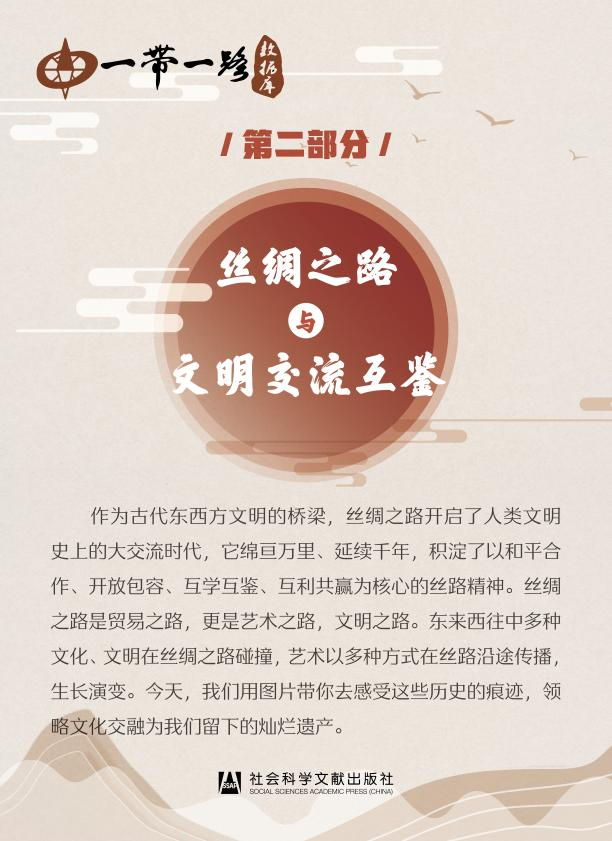 一带一路
数据库
/ 第二部分 /
丝绸之路
与
文明交流互鉴
作为古代东西方文明的桥梁，丝绸之路开启了人类文明
史上的大交流时代，它绵亘万里、延续千年，积淀了以和平合
作、开放包容、互学互鉴、互利共赢为核心的丝路精神。丝绸
之路是贸易之路，更是艺术之路，文明之路。东来西往中多种
文化、文明在丝绸之路碰撞，艺术以多种方式在丝路沿途传播，
生长演变。今天，我们用图片带你去感受这些历史的痕迹，领
略文化交融为我们留下的灿烂遗产。
SSAP
社会科学文献出版社
SOCIAL SCIENCES ACADEMIC PRESS (CHINA)